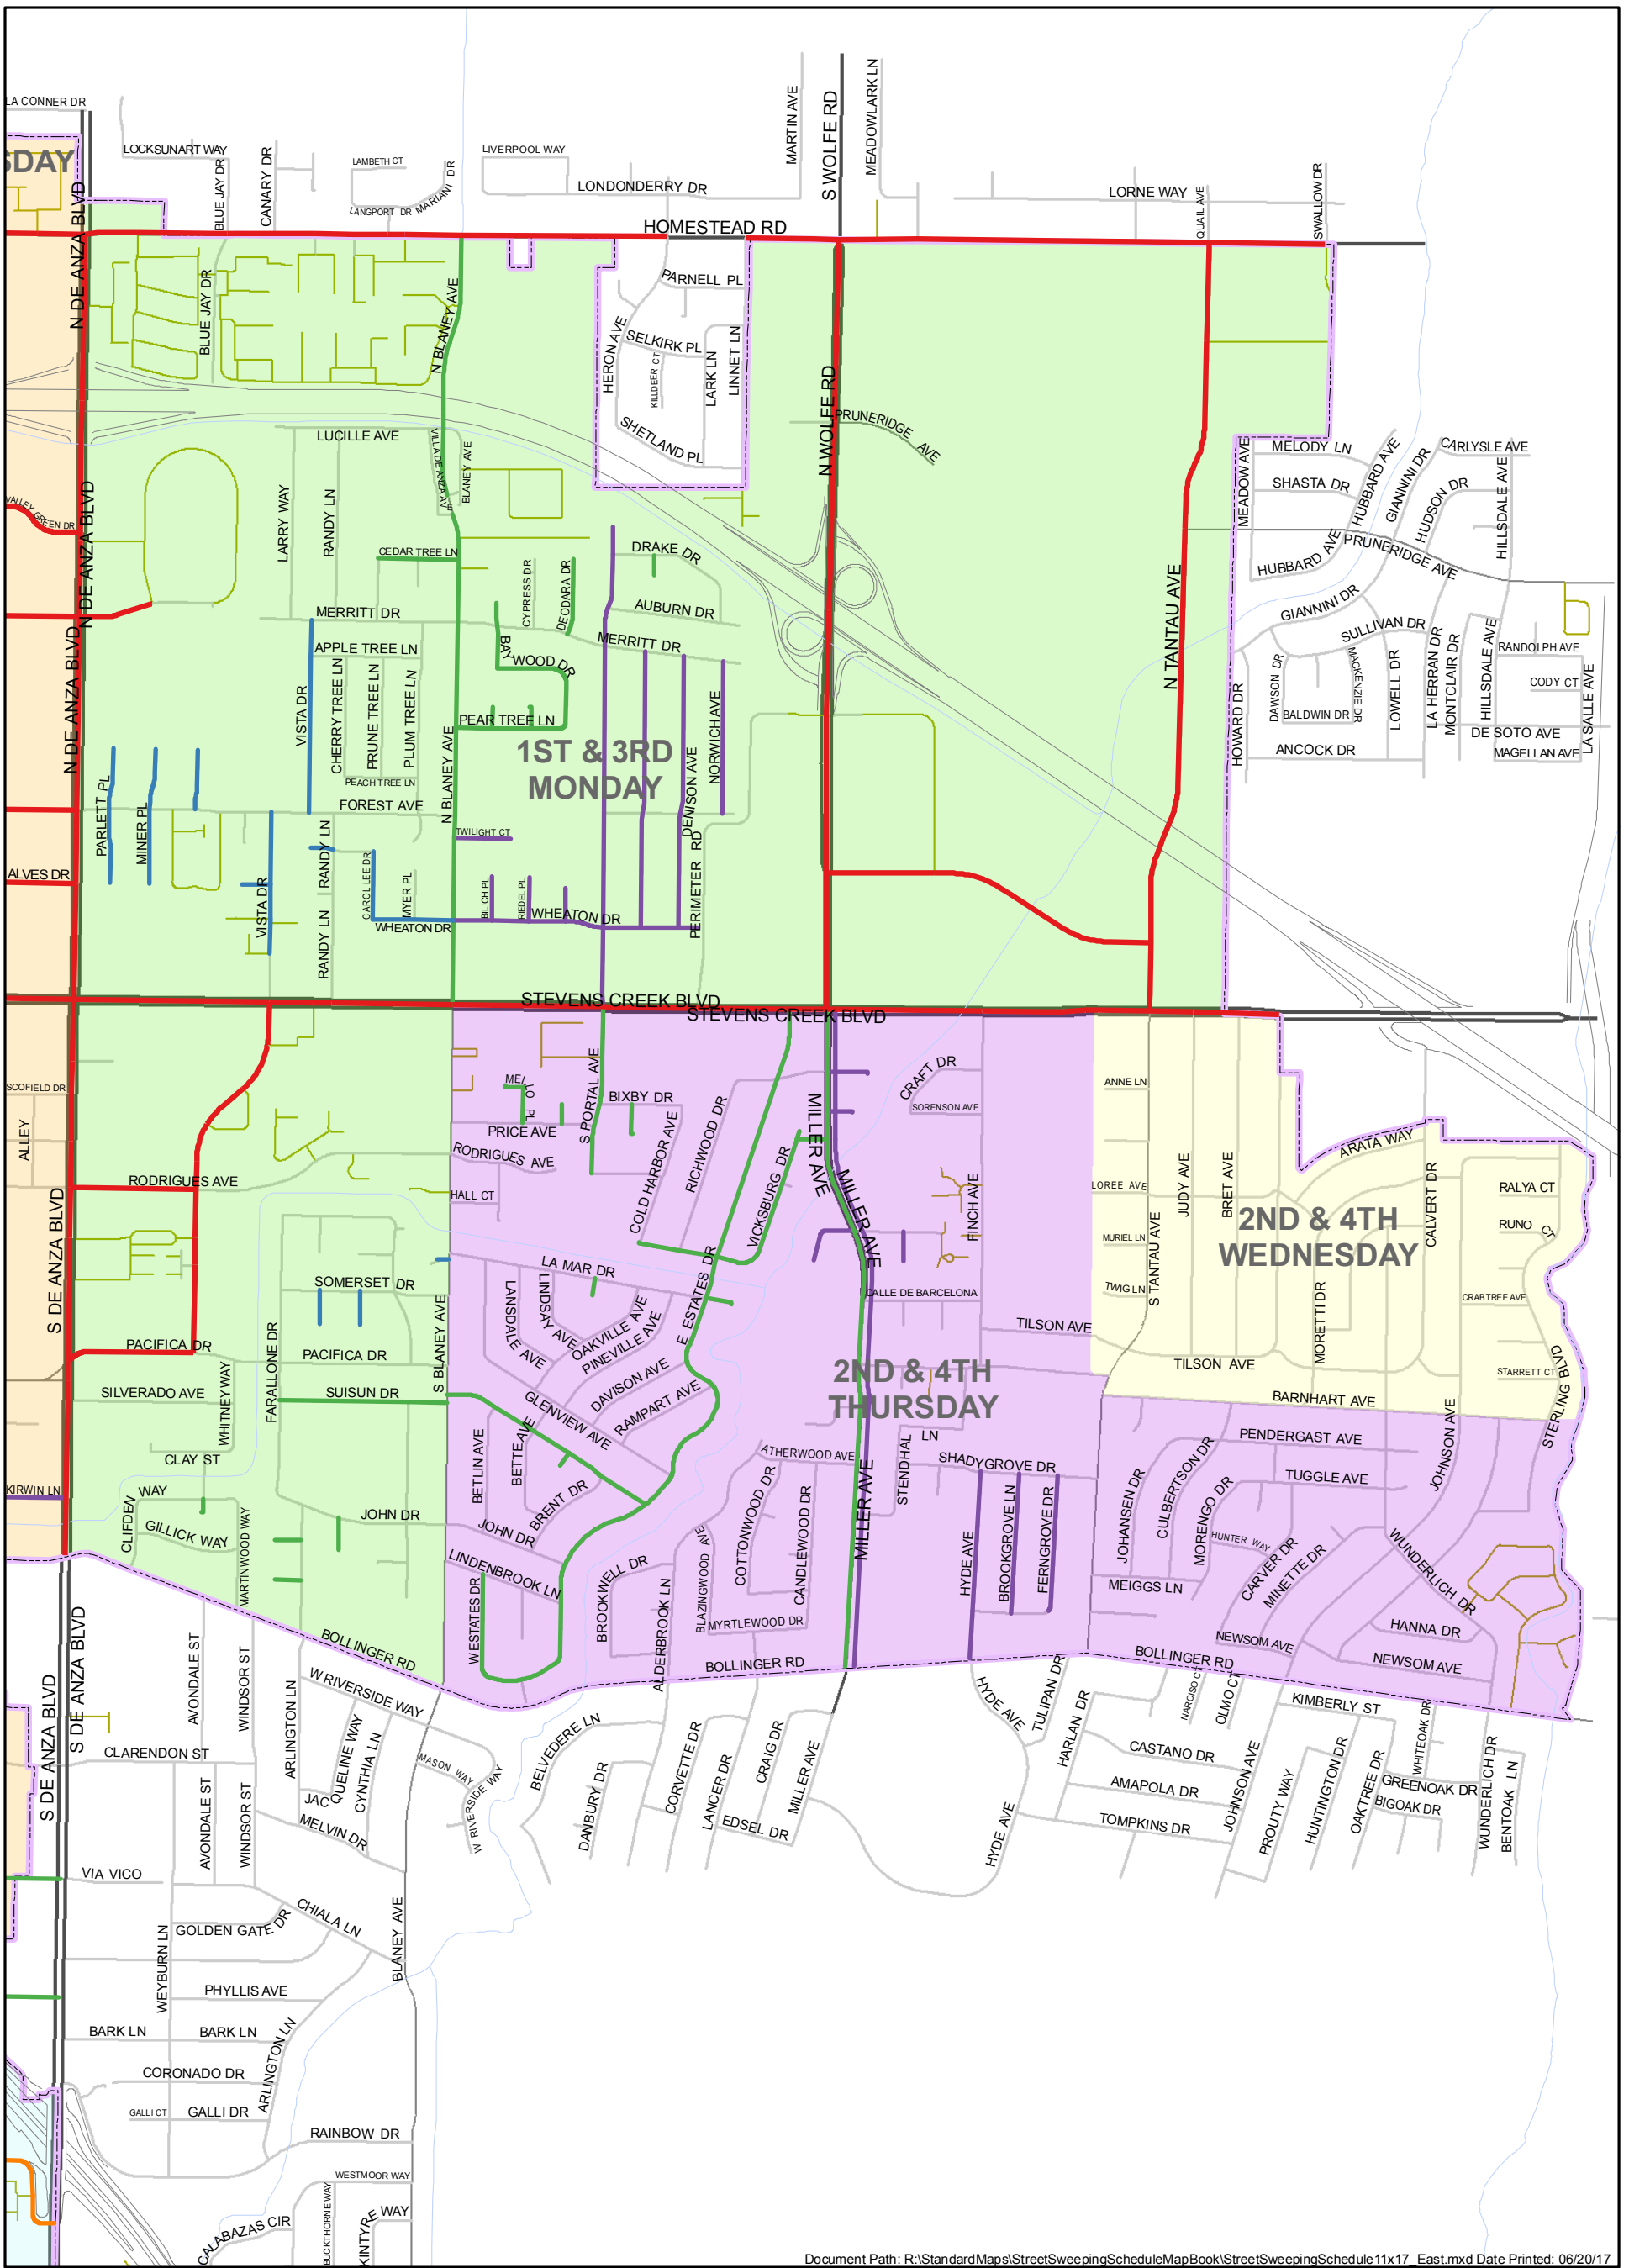 LA CONNER DR
SDAY
LOCKSUNART WAY
BLUE JAY DR
CANARY DR
LAMBETH CT
LANGPORT DR
MARIANI DR
LIVERPOOL WAY
LONDONDERRY DR
MARTIN AVE
S WOLFE RD
MEADOWLARK LN
LORNE WAY
QUAIL AVE
SWALLOW DR
HOMESTEAD RD
N DE ANZA BLVD
BLUE JAY DR
N BLANEY AVE
PARNELL PL
HERON AVE
SELKIRK PL
KILLDEER CT
LARK LN
LINNET LN
SHETLAND PL
N WOLFE RD
PRUNERIDGE AVE
LUCILLE AVE
VILLA DE ANZA AVE
BLANEY AVE
LARRY WAY
RANDY LN
VALLEY GREEN DR
N DE ANZA BLVD
CEDAR TREE LN
CYPRESS DR
DEODARA DR
DRAKE DR
AUBURN DR
MERRITT DR
MERRITT DR
N TANTAU AVE
MEADOW AVE
MELODY LN
SHASTA DR
HUBBARD AVE
GIANNINI DR
CARLYSLE AVE
HUDSON DR
HILLSDALE AVE
HUBBARD AVE
PRUNERIDGE AVE
GIANNINI DR
SULLIVAN DR
LA HERRAN DR
MONTCLAIR DR
HILLSDALE AVE
RANDOLPH AVE
CODY CT
LA SALLE AVE
HOWARD DR
DAWSON DR
MACKENZIE DR
LOWELL DR
BALDWIN DR
DE SOTO AVE
ANCOCK DR
MAGELLAN AVE
N DE ANZA BLVD
VISTA DR
APPLE TREE LN
CHERRY TREE LN
PRUNE TREE LN
PLUM TREE LN
BAY
WOOD DR
PEAR TREE LN
1ST & 3RD
MONDAY
NORWICH AVE
DENISON AVE
PEACH TREE LN
FOREST AVE
N BLANEY AVE
PARLETT PL
MINER PL
TWILIGHT CT
RANDY LN
CAROL LEE DR
MYER PL
BILICH PL
RIEDEL PL
WHEATON DR
PERIMETER RD
ALVES DR
VISTA DR
RANDY LN
WHEATON DR
STEVENS CREEK BLVD
STEVENS CREEK BLVD
SCOFIELD DR
ALLEY
MEL
LO PL
S PORTAL AVE
BIXBY DR
PRICE AVE
RODRIGUES AVE
COLD HARBOR AVE
RICHWOOD DR
VICKSBURG DR
MILLER AVE
MILLER AVE
CRAFT DR
SORENSON AVE
FINCH AVE
ANNE LN
LOREE AVE
JUDY AVE
BRET AVE
ARATA WAY
CALVERT DR
RALYA CT
RUNO CT
2ND & 4TH
WEDNESDAY
MURIEL LN
S TANTAU AVE
TWIG LN
CRABTREE AVE
MORETTI DR
TILSON AVE
STARRETT CT
STERLING BLVD
BARNHART AVE
RODRIGUES AVE
HALL CT
S DE ANZA BLVD
SOMERSET DR
PACIFICA DR
PACIFICA DR
SILVERADO AVE
SUISUN DR
WHITNEY WAY
FARALLONE DR
S BLANEY AVE
LA MAR DR
LANSDALE AVE
LINDSAY AVE
OAKVILLE AVE
PINEVILLE AVE
DAVISON AVE
RAMPART AVE
GLENVIEW AVE
E ESTATES DR
CALLE DE BARCELONA
TILSON AVE
2ND & 4TH
THURSDAY
CLAY ST
KIRWIN LN
CLIFDEN WAY
GILLICK WAY
MARTINWOOD WAY
JOHN DR
BETLIN AVE
BETTE AVE
BRENT DR
JOHN DR
LINDENBROOK LN
W ESTATES DR
BROOKWELL DR
ALDERBROOK LN
BLAZINGWOOD AVE
COTTONWOOD DR
ATHERWOOD AVE
CANDLEWOOD DR
MYRTLEWOOD DR
MILLER AVE
STENDHAL LN
SHADYGROVE DR
HYDE AVE
BROOKGROVE LN
FERNGROVE DR
JOHANSEN DR
CULBERTSON DR
MORENGO DR
PENDERGAST AVE
TUGGLE AVE
JOHNSON AVE
HUNTER WAY
CARVER DR
MINETTE DR
WUNDERLICH DR
MEIGGS LN
HANNA DR
NEWSOM AVE
NEWSOM AVE
BOLLINGER RD
BOLLINGER RD
BOLLINGER RD
S DE ANZA BLVD
S DE ANZA BLVD
AVONDALE ST
WINDSOR ST
ARLINGTON LN
W RIVERSIDE WAY
CLARENDON ST
AVONDALE ST
WINDSOR ST
JAC
QUELINE WAY
CYNTHIA LN
MELVIN DR
MASON WAY
W RIVERSIDE WAY
BELVEDERE LN
DANBURY DR
CORVETTE DR
LANCER DR
CRAIG DR
EDSEL DR
MILLER AVE
HYDE AVE
TULIPAN DR
HARLAN DR
NARCISO CT
OLMO CT
KIMBERLY ST
WHITEOAK DR
CASTANO DR
AMAPOLA DR
TOMPKINS DR
HYDE AVE
JOHNSON AVE
PROUTY WAY
HUNTINGTON DR
OAKTREE DR
GREENOAK DR
BIGOAK DR
WUNDERLICH DR
BENTOAK LN
VIA VICO
CHIALA LN
GOLDEN GATE DR
WEYBURN LN
BLANEY AVE
PHYLLIS AVE
BARK LN
BARK LN
ARLINGTON LN
CORONADO DR
GALLI CT
GALLI DR
RAINBOW DR
WESTMOOR WAY
BUCKTHORNE WAY
KINTYRE WAY
CALABAZAS CIR
Document Path: R:\StandardMaps\StreetSweepingScheduleMapBook\StreetSweepingSchedule11x17_East.mxd Date Printed: 06/20/17